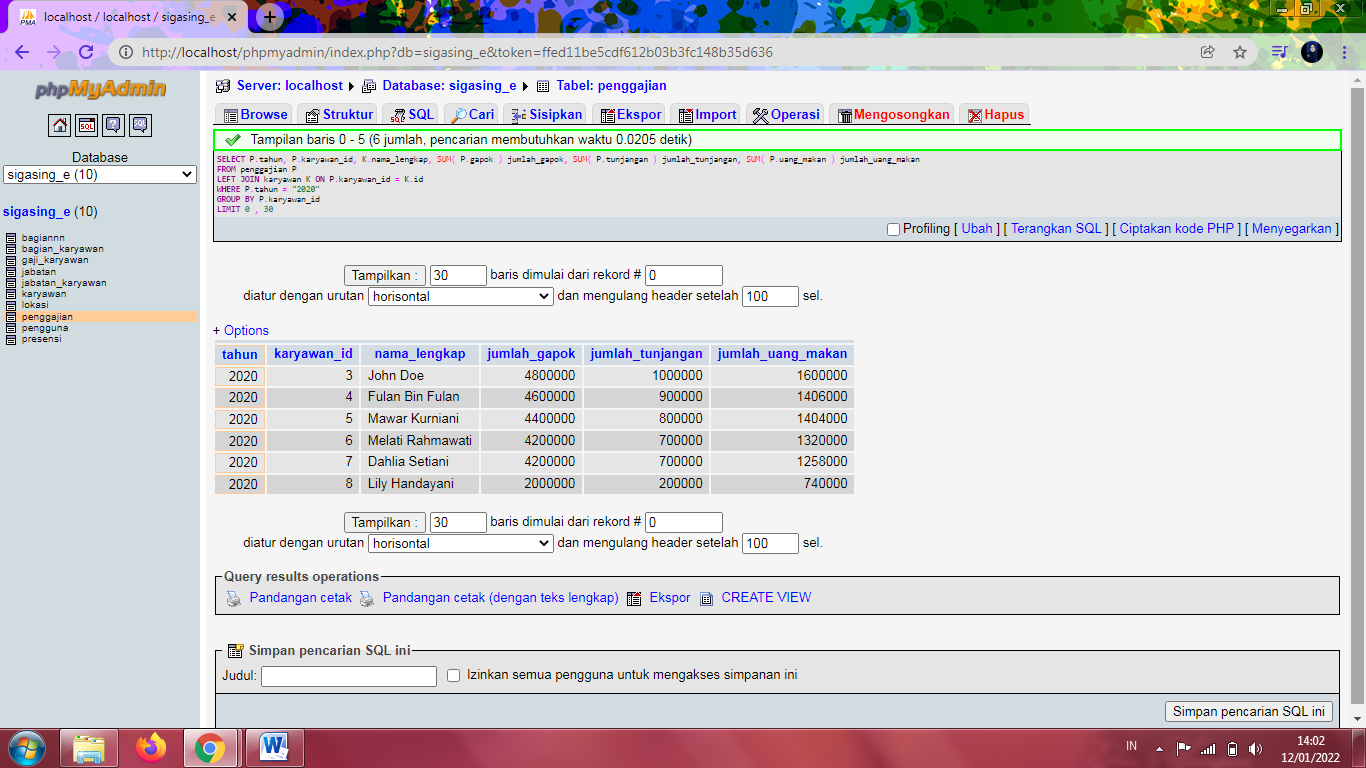 localhost / localhost / sigasing_e
http://localhost/phpmyadmin/index.php?db=sigasing_e&token=ffed11be5cdf612b03b3fc148b35d636
phpMyAdmin
Database
sigasing_e (10)
sigasing_e (10)
bagiannn
bagian_karyawan
gaji_karyawan
jabatan
jabatan_karyawan
karyawan
lokasi
penggajian
pengguna
presensi
Server: localhost Database: sigasing_e Tabel: penggajian
Browse Struktur SQL Cari Sisipkan Ekspor Import Operasi Mengosongkan Hapus
Tampilan baris 0 - 5 (6 jumlah, pencarian membutuhkan waktu 0.0205 detik)
SELECT P.tahun, P.karyawan_id, K.nama_lengkap, SUM( P.gapok ) jumlah_gapok, SUM( P.tunjangan ) jumlah_tunjangan, SUM( P.uang_makan ) jumlah_uang_makan
FROM penggajian P
LEFT JOIN karyawan K ON P.karyawan_id = K.id
WHERE P.tahun = "2020"
GROUP BY P.karyawan_id
LIMIT 0 , 30
Profiling [ Ubah ] [ Terangkan SQL ] [ Ciptakan kode PHP ] [ Menyegarkan ]
Tampilkan : 30 baris dimulai dari rekord # 0
diatur dengan urutan horisontal dan mengulang header setelah 100 sel.
+ Options
tahun karyawan_id nama_lengkap jumlah_gapok jumlah_tunjangan jumlah_uang_makan
2020 3 John Doe 4800000 1000000 1600000
2020 4 Fulan Bin Fulan 4600000 900000 1406000
2020 5 Mawar Kurniani 4400000 800000 1404000
2020 6 Melati Rahmawati 4200000 700000 1320000
2020 7 Dahlia Setiani 4200000 700000 1258000
2020 8 Lily Handayani 2000000 200000 740000
Tampilkan : 30 baris dimulai dari rekord # 0
diatur dengan urutan horisontal dan mengulang header setelah 100 sel.
Query results operations
Pandangan cetak Pandangan cetak (dengan teks lengkap) Ekspor CREATE VIEW
Simpan pencarian SQL ini
Judul: Izinkan semua pengguna untuk mengakses simpanan ini
Simpan pencarian SQL ini
IN 14:02
12/01/2022